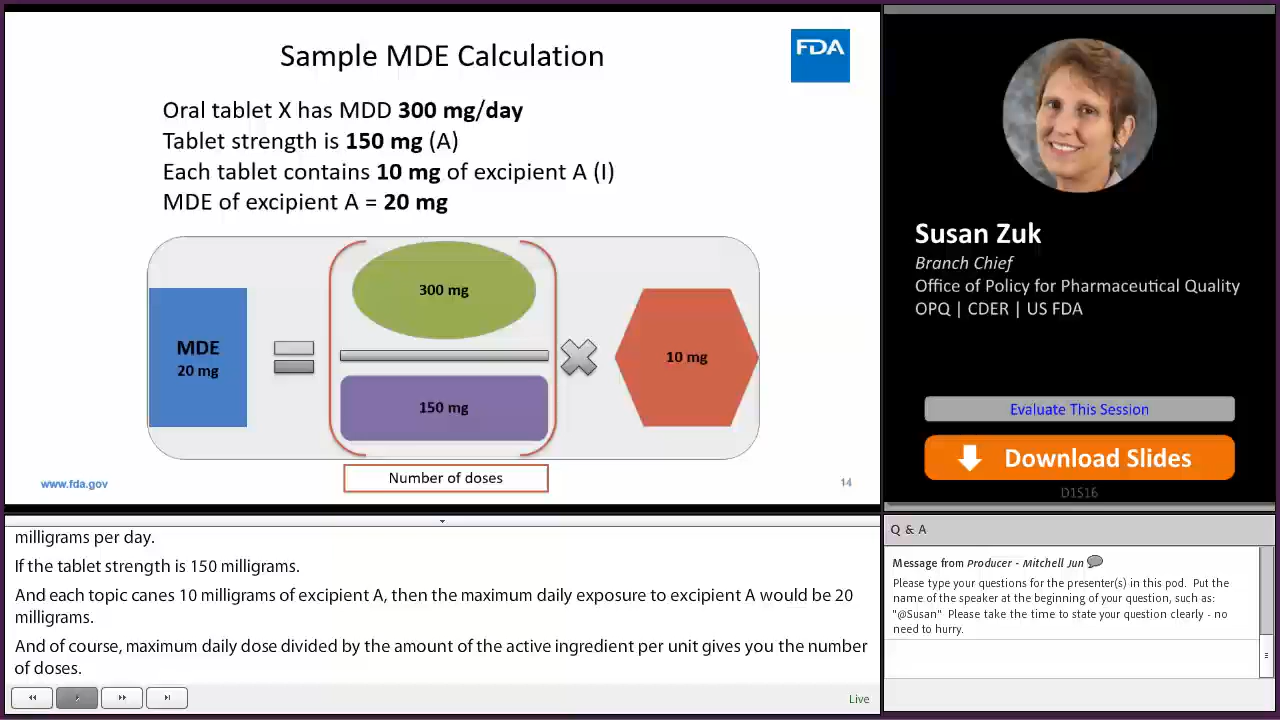 Sample MDE Calculation
FDA
Oral tablet X has MDD 300 mg/day
Tablet strength is 150 mg (A)
Each tablet contains 10 mg of excipient A (I)
MDE of excipient A = 20 mg
300 mg
MDE
20 mg
10 mg
150 mg
Number of doses
www.fda.gov
14
milligrams per day.
If the tablet strength is 150 milligrams.
And each topic canes 10 milligrams of excipient A, then the maximum daily exposure to excipient A would be 20
milligrams.
And of course, maximum daily dose divided by the amount of the active ingredient per unit gives you the number
of doses.
Live
Susan Zuk
Branch Chief
Office of Policy for Pharmaceutical Quality
OPQ | CDER | US FDA
Evaluate This Session
Download Slides
D1S16
Q & A
Message from Producer - Mitchell Jun
Please type your questions for the presenter(s) in this pod. Put the
name of the speaker at the beginning of your question, such as:
"@Susan" Please take the time to state your question clearly - no
need to hurry.